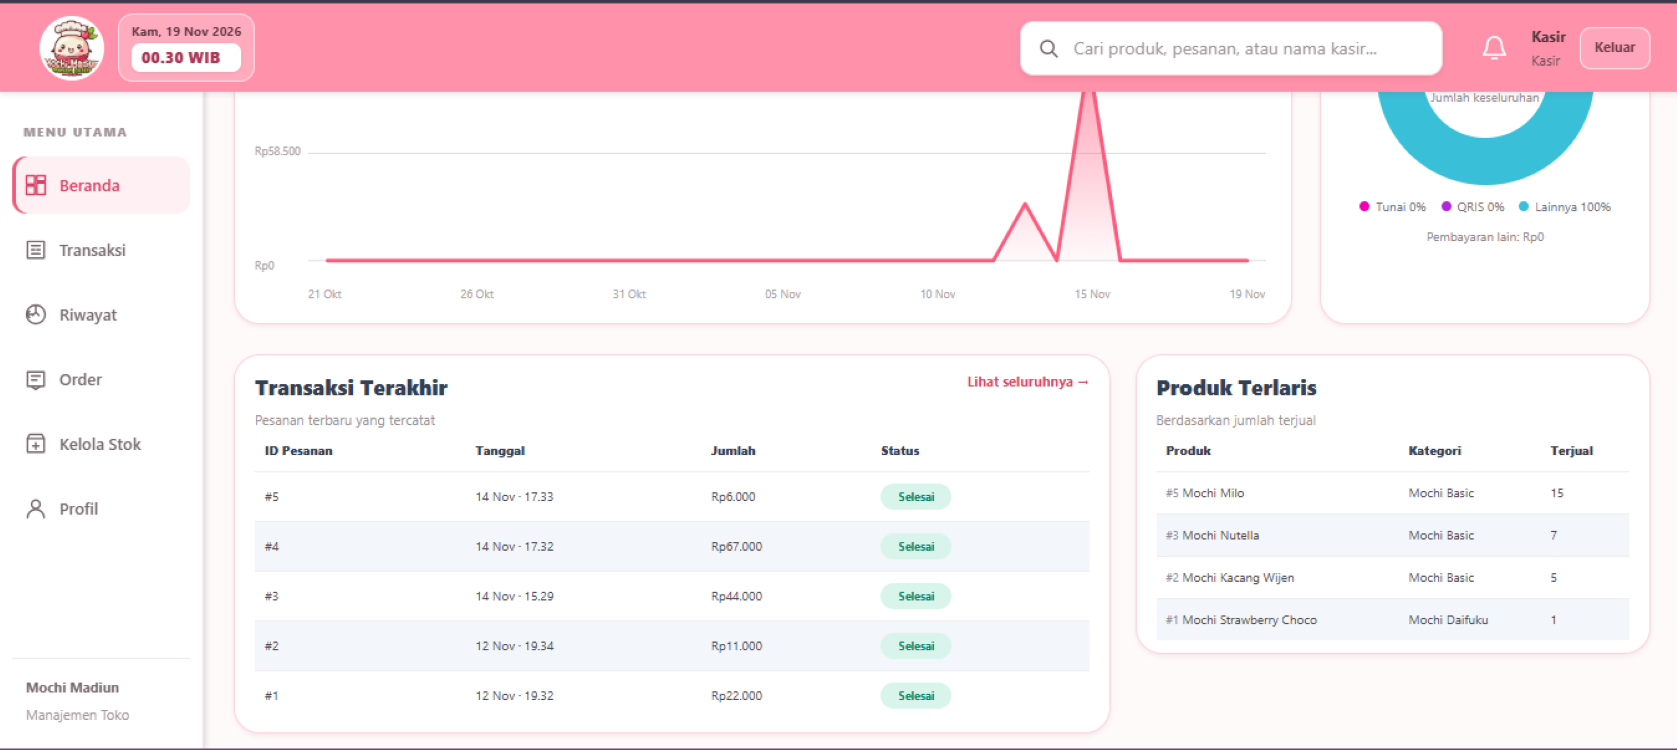 Kam, 19 Nov 2026
00.30 WIB
Cari produk, pesanan, atau nama kasir...
Kasir
Kasir
Keluar
MENU UTAMA
Beranda
Transaksi
Riwayat
Order
Kelola Stok
Profil
Mochi Madiun
Manajemen Toko
Rp58.500
Rp0
21 Okt 26 Okt 31 Okt 05 Nov 10 Nov 15 Nov 19 Nov
Jumlah keseluruhan
Tunai 0% QRIS 0% Lainnya 100%
Pembayaran lain: Rp0
Transaksi Terakhir
Lihat seluruhnya →
Pesanan terbaru yang tercatat
ID Pesanan Tanggal Jumlah Status
#5 14 Nov · 17.33 Rp6.000 Selesai
#4 14 Nov · 17.32 Rp67.000 Selesai
#3 14 Nov · 15.29 Rp44.000 Selesai
#2 12 Nov · 19.34 Rp11.000 Selesai
#1 12 Nov · 19.32 Rp22.000 Selesai
Produk Terlaris
Berdasarkan jumlah terjual
Produk Kategori Terjual
#5 Mochi Milo Mochi Basic 15
#3 Mochi Nutella Mochi Basic 7
#2 Mochi Kacang Wijen Mochi Basic 5
#1 Mochi Strawberry Choco Mochi Daifuku 1